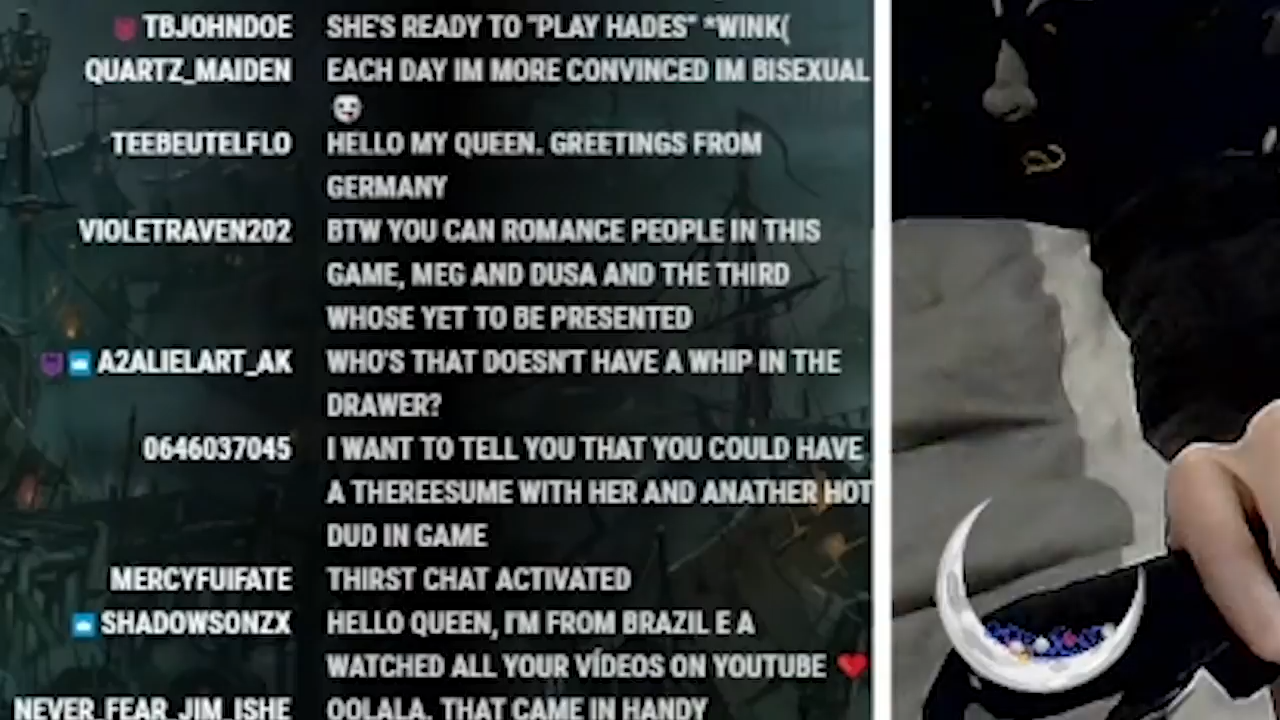 TBJOHNDOE SHE'S READY TO "PLAY HADES" *WINK(
QUARTZ_MAIDEN EACH DAY IM MORE CONVINCED IM BISEXUAL
TEEBEUTELFLO HELLO MY QUEEN. GREETINGS FROM
GERMANY
VIOLETRAVEN202 BTW YOU CAN ROMANCE PEOPLE IN THIS
GAME, MEG AND DUSA AND THE THIRD
WHOSE YET TO BE PRESENTED
A2ALIELART_AK WHO'S THAT DOESN'T HAVE A WHIP IN THE
DRAWER?
0646037045 I WANT TO TELL YOU THAT YOU COULD HAVE
A THEREESUME WITH HER AND ANATHER HOT
DUD IN GAME
MERCYFUIFATE THIRST CHAT ACTIVATED
SHADOWSONZX HELLO QUEEN, I'M FROM BRAZIL E A
WATCHED ALL YOUR VÍDEOS ON YOUTUBE
NEVER_FEAR_JIM_ISHE OOLALA. THAT CAME IN HANDY